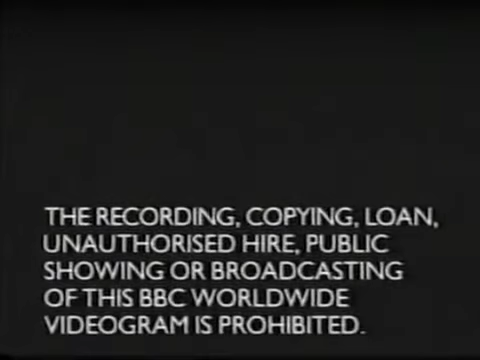 THE RECORDING, COPYING, LOAN,
UNAUTHORISED HIRE, PUBLIC
SHOWING OR BROADCASTING
OF THIS BBC WORLDWIDE
VIDEOGRAM IS PROHIBITED.